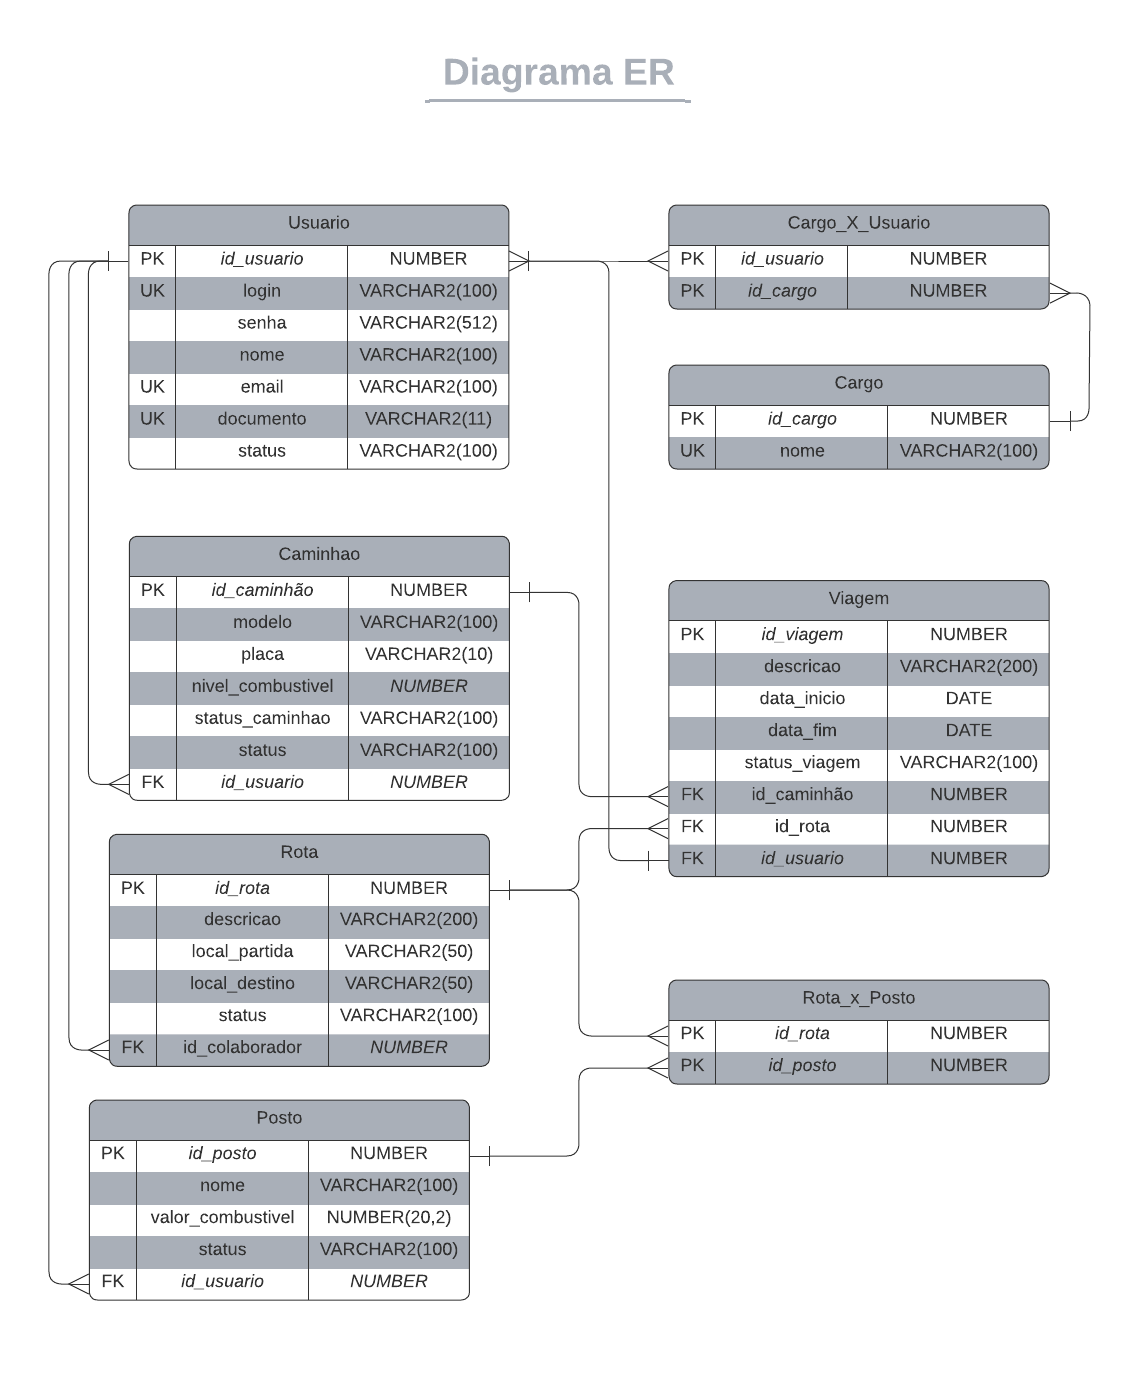 Diagrama ER
Usuario
PK id_usuario NUMBER
UK login VARCHAR2(100)
senha VARCHAR2(512)
nome VARCHAR2(100)
UK email VARCHAR2(100)
UK documento VARCHAR2(11)
status VARCHAR2(100)
Cargo_X_Usuario
PK id_usuario NUMBER
PK id_cargo NUMBER
Cargo
PK id_cargo NUMBER
UK nome VARCHAR2(100)
Caminhao
PK id_caminhão NUMBER
modelo VARCHAR2(100)
placa VARCHAR2(10)
nivel_combustivel NUMBER
status_caminhao VARCHAR2(100)
status VARCHAR2(100)
FK id_usuario NUMBER
Viagem
PK id_viagem NUMBER
descricao VARCHAR2(200)
data_inicio DATE
data_fim DATE
status_viagem VARCHAR2(100)
FK id_caminhão NUMBER
FK id_rota NUMBER
FK id_usuario NUMBER
Rota
PK id_rota NUMBER
descricao VARCHAR2(200)
local_partida VARCHAR2(50)
local_destino VARCHAR2(50)
status VARCHAR2(100)
FK id_colaborador NUMBER
Rota_x_Posto
PK id_rota NUMBER
PK id_posto NUMBER
Posto
PK id_posto NUMBER
nome VARCHAR2(100)
valor_combustivel NUMBER(20,2)
status VARCHAR2(100)
FK id_usuario NUMBER